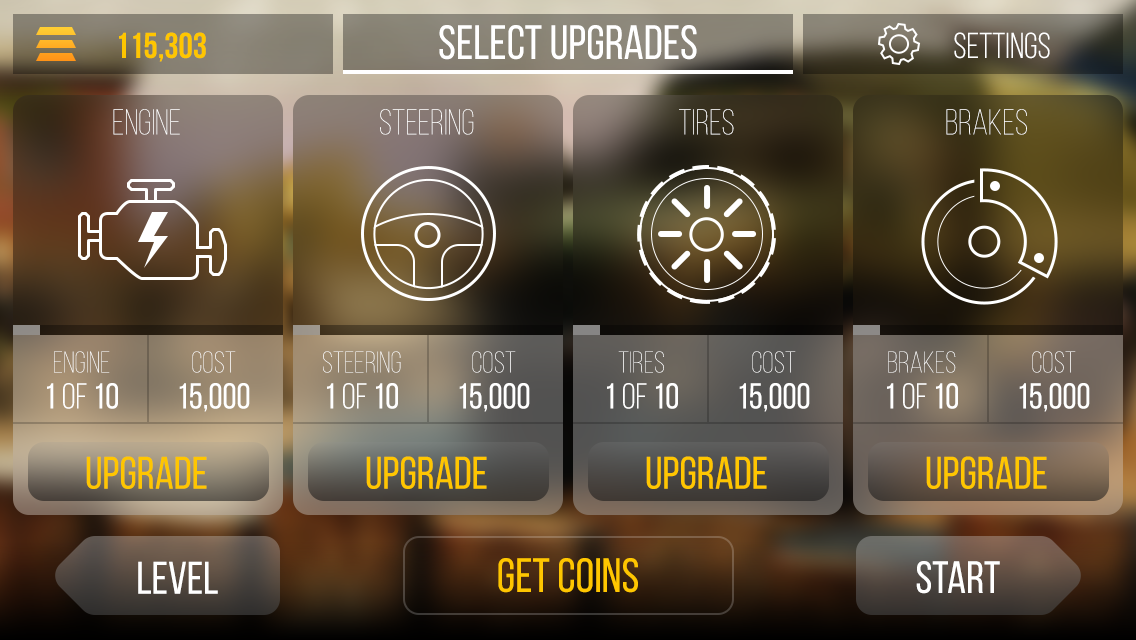 115,303
SELECT UPGRADES
SETTINGS
ENGINE
STEERING
TIRES
BRAKES
ENGINE
1 OF 10
COST
15,000
STEERING
1 OF 10
COST
15,000
TIRES
1 OF 10
COST
15,000
BRAKES
1 OF 10
COST
15,000
UPGRADE
UPGRADE
UPGRADE
UPGRADE
LEVEL
GET COINS
START